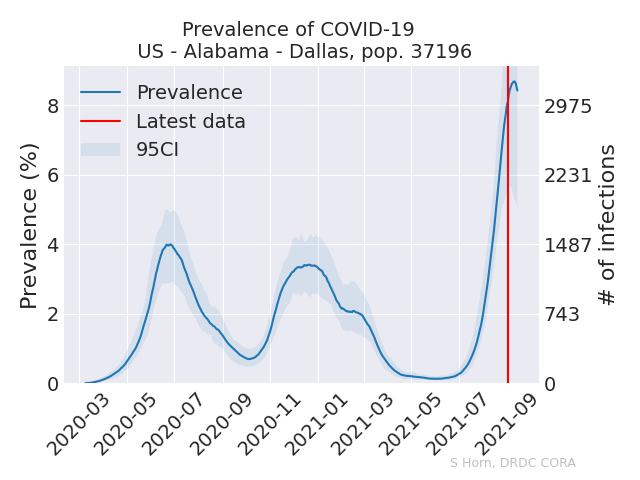 Prevalence of COVID-19
US - Alabama - Dallas, pop. 37196
Prevalence
Latest data
95CI
Prevalence (%)
8
6
4
2
0
2975
2231
1487
743
0
# of infections
2020-03
2020-05
2020-07
2020-09
2020-11
2021-01
2021-03
2021-05
2021-07
2021-09
S Horn, DRDC CORA